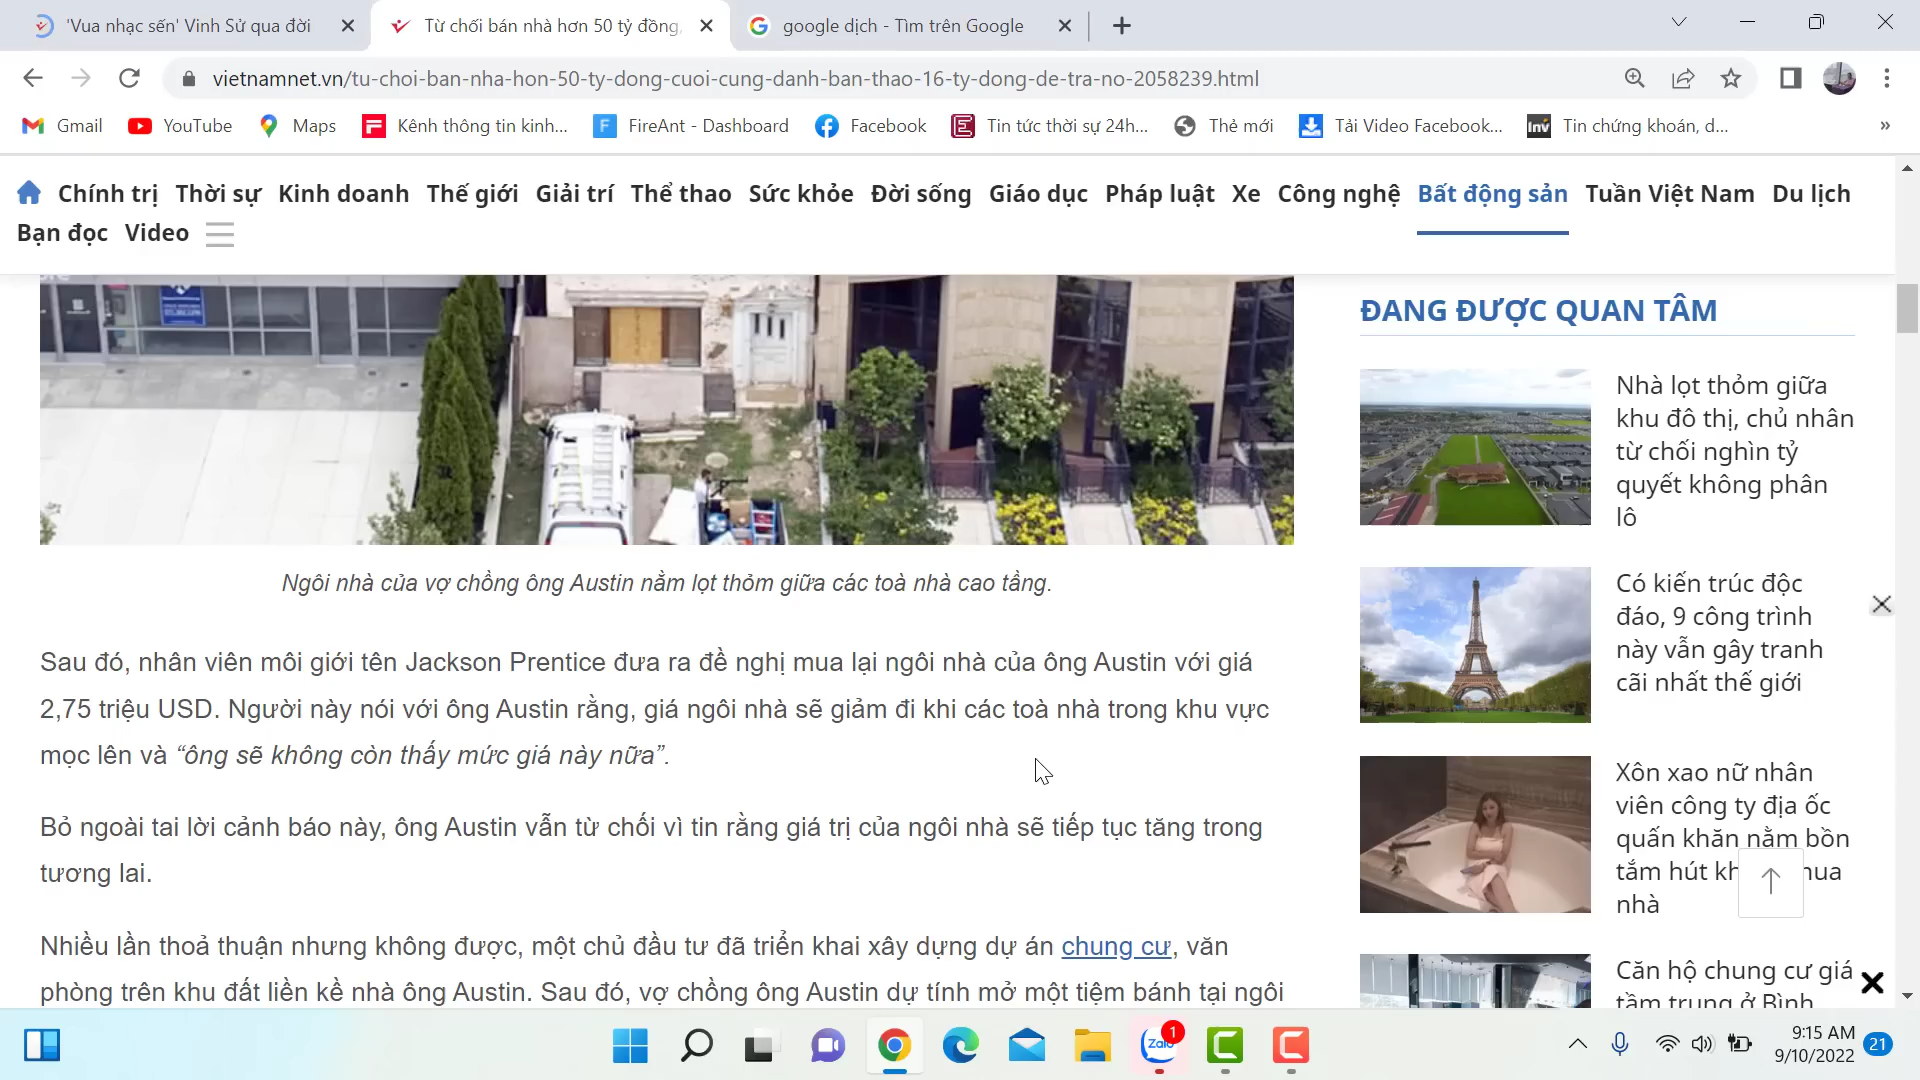 'Vua nhạc sến' Vinh Sử qua đời
Từ chối bán nhà hơn 50 tỷ đồng,
google dịch - Tìm trên Google
vietnamnet.vn/tu-choi-ban-nha-hon-50-ty-dong-cuoi-cung-danh-ban-thao-16-ty-dong-de-tra-no-2058239.html
Gmail YouTube Maps Kênh thông tin kinh... FireAnt - Dashboard Facebook Tin tức thời sự 24h... Thẻ mới Tải Video Facebook... Tin chứng khoán, d... »
Chính trị Thời sự Kinh doanh Thế giới Giải trí Thể thao Sức khỏe Đời sống Giáo dục Pháp luật Xe Công nghệ Bất động sản Tuần Việt Nam Du lịch
Bạn đọc Video
Ngôi nhà của vợ chồng ông Austin nằm lọt thỏm giữa các toà nhà cao tầng.
Sau đó, nhân viên môi giới tên Jackson Prentice đưa ra đề nghị mua lại ngôi nhà của ông Austin với giá
2,75 triệu USD. Người này nói với ông Austin rằng, giá ngôi nhà sẽ giảm đi khi các toà nhà trong khu vực
mọc lên và “ông sẽ không còn thấy mức giá này nữa”.
Bỏ ngoài tai lời cảnh báo này, ông Austin vẫn từ chối vì tin rằng giá trị của ngôi nhà sẽ tiếp tục tăng trong
tương lai.
Nhiều lần thoả thuận nhưng không được, một chủ đầu tư đã triển khai xây dựng dự án chung cư, văn
phòng trên khu đất liền kề nhà ông Austin. Sau đó, vợ chồng ông Austin dự tính mở một tiệm bánh tại ngôi
ĐANG ĐƯỢC QUAN TÂM
Nhà lọt thỏm giữa
khu đô thị, chủ nhân
từ chối nghìn tỷ
quyết không phân
lô
Có kiến trúc độc
đáo, 9 công trình
này vẫn gây tranh
cãi nhất thế giới
Xôn xao nữ nhân
viên công ty địa ốc
quấn khăn nằm bồn
tắm hút
nhà
Căn hộ chung cư giá
tầm trung ở Bình
Zalo
1
9:15 AM
9/10/2022
21